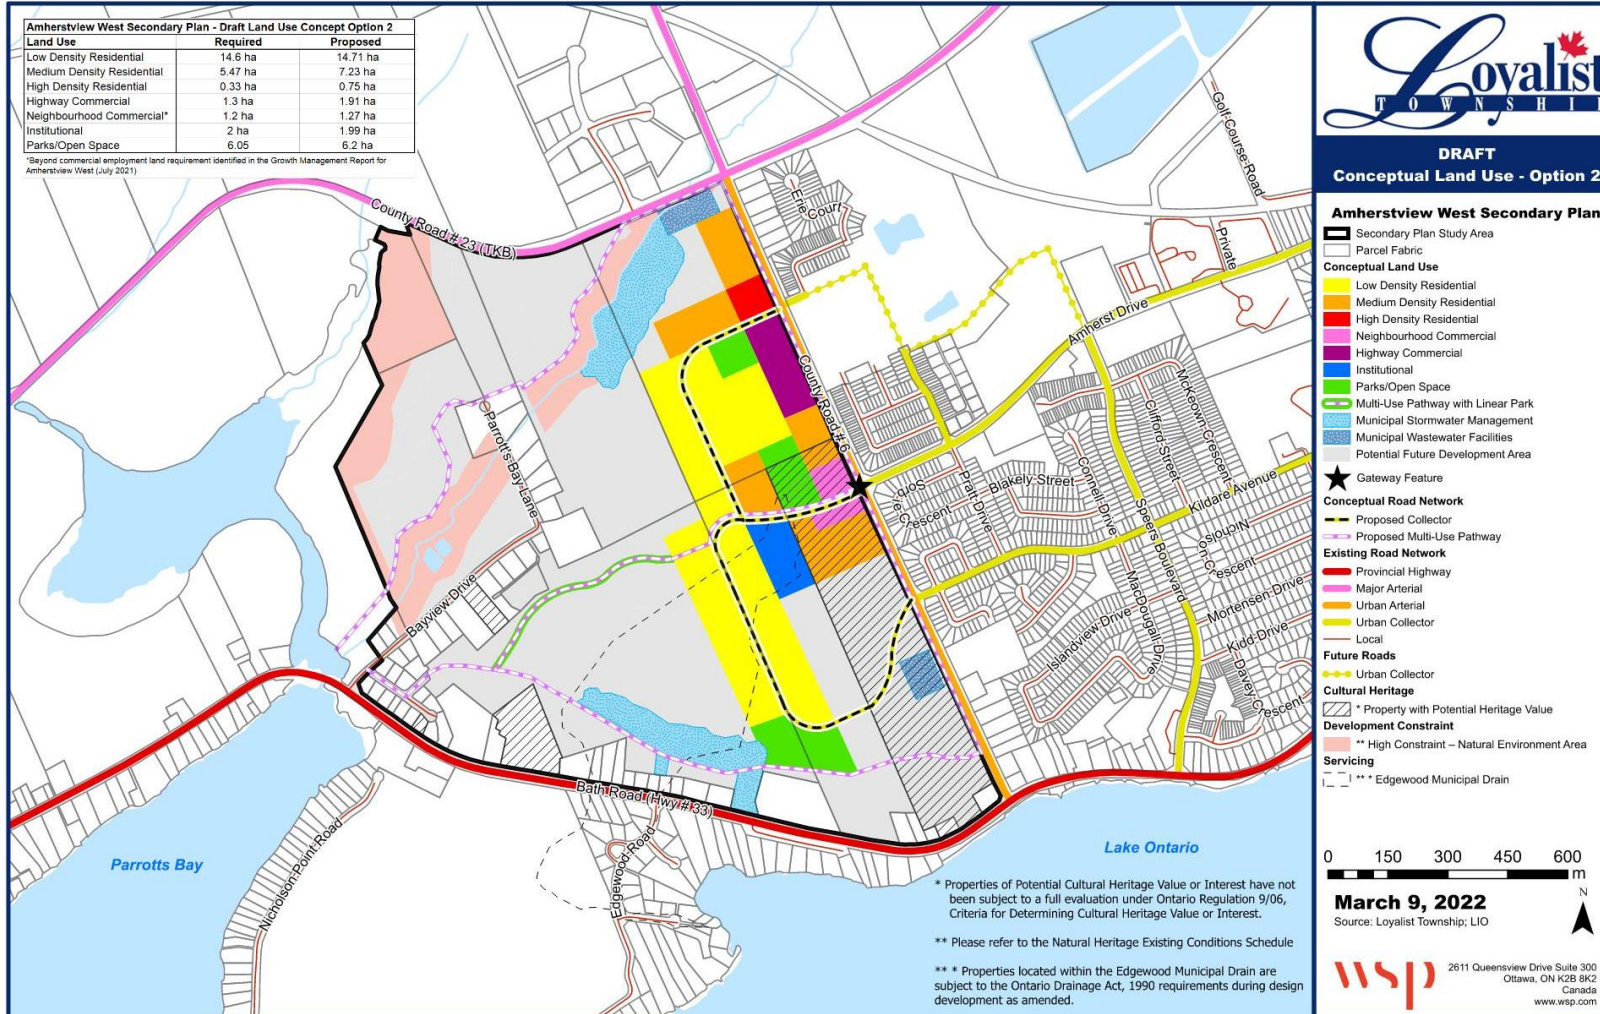 Amherstview West Secondary Plan - Draft Land Use Concept Option 2
Land Use Required Proposed
Low Density Residential 14.6 ha 14.71 ha
Medium Density Residential 5.47 ha 7.23 ha
High Density Residential 0.33 ha 0.75 ha
Highway Commercial 1.3 ha 1.91 ha
Neighbourhood Commercial* 1.2 ha 1.27 ha
Institutional 2 ha 1.99 ha
Parks/Open Space 6.05 6.2 ha
*Beyond commercial employment land requirement identified in the Growth Management Report for
Amherstview West (July 2021)
County Road # 23 (TKB)
Erie Court
Golf-Course-Road
Private
Amherst Drive
County Road # 6
Parrott's-Bay-Lane
Bayview-Drive
McKeown-Crescent
Clifford-Street
Kildare Avenue
Blakely-Street
Pratt-Drive
Connell-Drive
Speers-Boulevard
Nicholson-Crescent
MacDougall-Drive
Mortensen-Drive
Kidd-Drive
Davey-Crescent
Islandview-Drive
Bath Road (Hwy # 33)
Edgewood-Road
Nicholson-Point-Road
Parrotts Bay
Lake Ontario
* Properties of Potential Cultural Heritage Value or Interest have not
been subject to a full evaluation under Ontario Regulation 9/06,
Criteria for Determining Cultural Heritage Value or Interest.
** Please refer to the Natural Heritage Existing Conditions Schedule
** * Properties located within the Edgewood Municipal Drain are
subject to the Ontario Drainage Act, 1990 requirements during design
development as amended.
Loyalist
TOWNSHI
DRAFT
Conceptual Land Use - Option 2
Amherstview West Secondary Plan
Secondary Plan Study Area
Parcel Fabric
Conceptual Land Use
Low Density Residential
Medium Density Residential
High Density Residential
Neighbourhood Commercial
Highway Commercial
Institutional
Parks/Open Space
Multi-Use Pathway with Linear Park
Municipal Stormwater Management
Municipal Wastewater Facilities
Potential Future Development Area
Gateway Feature
Conceptual Road Network
Proposed Collector
Proposed Multi-Use Pathway
Existing Road Network
Provincial Highway
Major Arterial
Urban Arterial
Urban Collector
Local
Future Roads
Urban Collector
Cultural Heritage
* Property with Potential Heritage Value
Development Constraint
** High Constraint – Natural Environment Area
Servicing
** * Edgewood Municipal Drain
0 150 300 450 600
m
N
March 9, 2022
Source: Loyalist Township; LIO
wsp
2611 Queensview Drive Suite 300
Ottawa, ON K2B 8K2
Canada
www.wsp.com